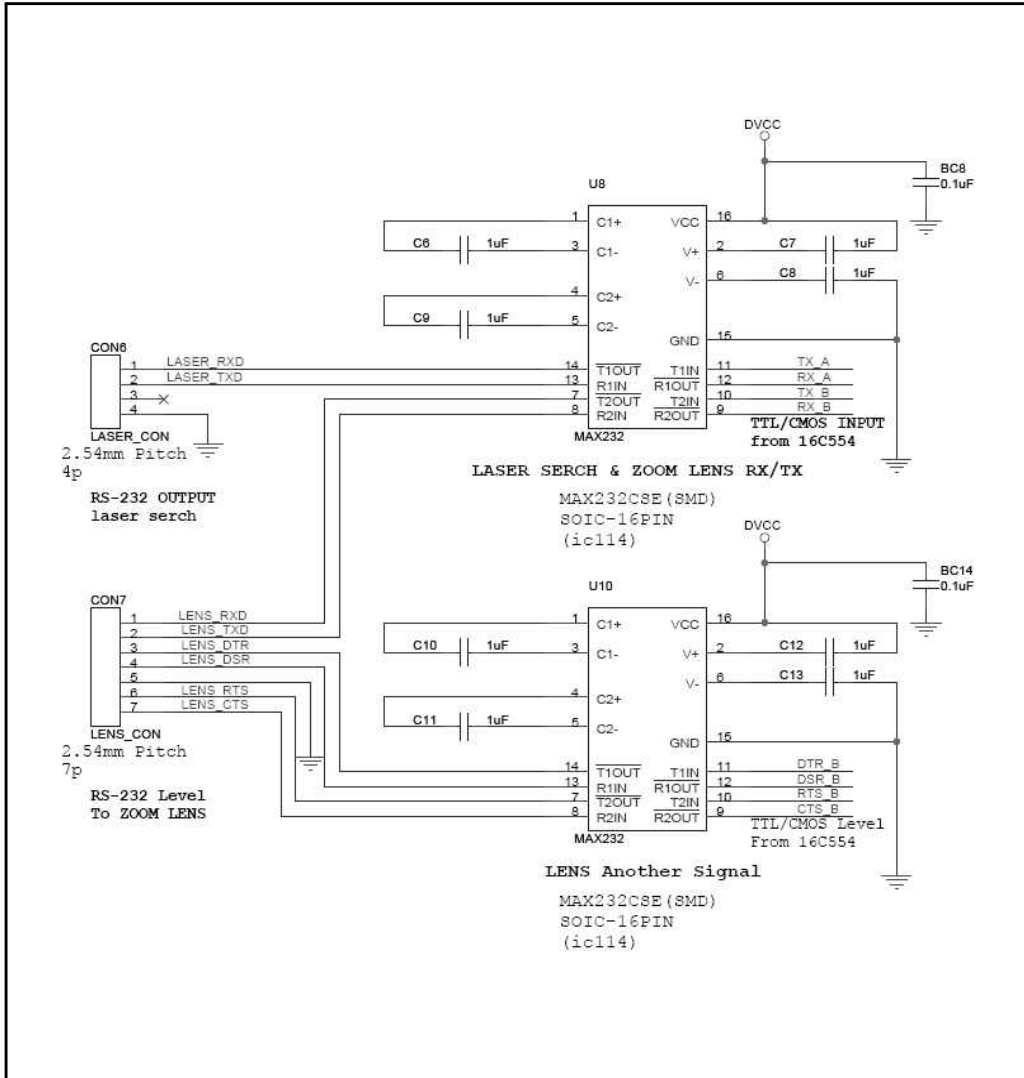 DVCC
BC8
0.1uF
U8
1 C1+ VCC 16
C6 1uF 3 C1- V+ 2 C7 1uF
V- 6 C8 1uF
4 C2+
C9 1uF 5 C2-
GND 15
CON6
1 LASER_RXD 14 T1OUT T1IN 11 TX_A
2 LASER_TXD 13 R1IN R1OUT 12 RX_A
3 7 T2OUT T2IN 10 TX_B
4 8 R2IN R2OUT 9 RX_B
LASER_CON
2.54mm Pitch
4p
MAX232
TTL/CMOS INPUT
from 16C554
LASER SERCH & ZOOM LENS RX/TX
RS-232 OUTPUT
laser serch
MAX232CSE(SMD)
SOIC-16PIN
(ic114)
DVCC
BC14
0.1uF
U10
CON7
1 LENS_RXD
2 LENS_TXD
3 LENS_DTR
4 LENS_DSR
5
6 LENS_RTS
7 LENS_CTS
LENS_CON
2.54mm Pitch
7p
1 C1+ VCC 16
C10 1uF 3 C1- V+ 2 C12 1uF
V- 6 C13 1uF
4 C2+
C11 1uF 5 C2-
GND 15
14 T1OUT T1IN 11 DTR_B
13 R1IN R1OUT 12 DSR_B
7 T2OUT T2IN 10 RTS_B
8 R2IN R2OUT 9 CTS_B
RS-232 Level
To ZOOM LENS
MAX232
TTL/CMOS Level
From 16C554
LENS Another Signal
MAX232CSE(SMD)
SOIC-16PIN
(ic114)